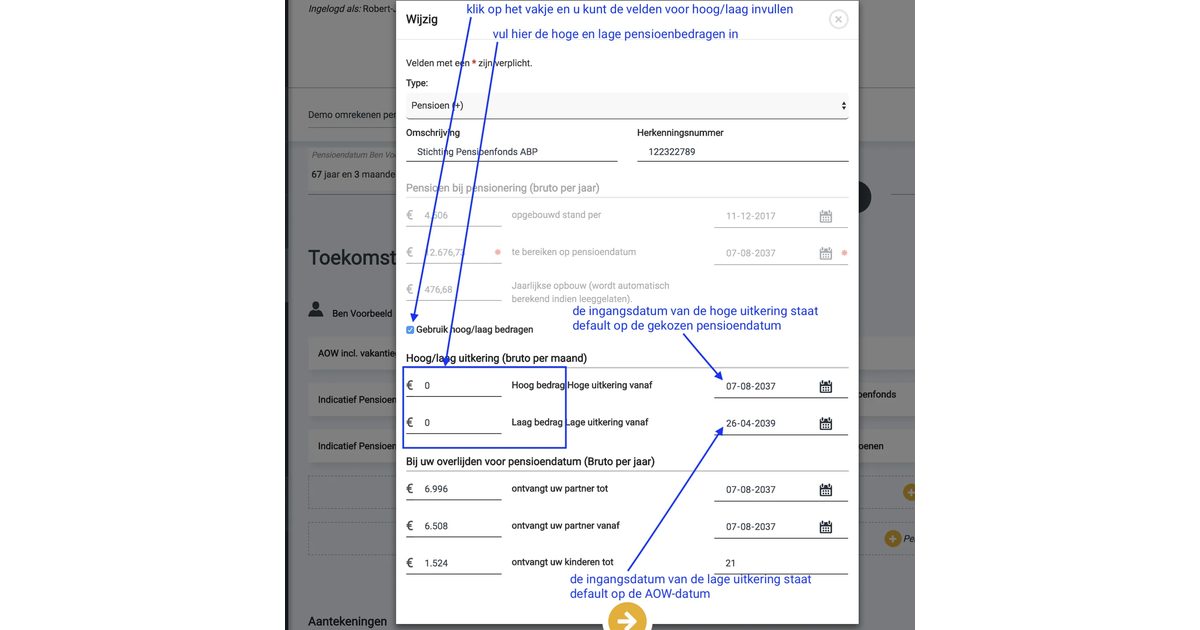 klik op het vakje en u kunt de velden voor hoog/laag invullen
Ingelogd als: Robert-
Wijzig
vul hier de hoge en lage pensioenbedragen in
Velden met een * zijn verplicht.
Type:
Pensioen (+)
Demo omrekenen
Omschrijving
Herkenningsnummer
Stichting Pensioenfonds ABP
122322789
Pensioendatum Ben
67 jaar en 3
Pensioen bij pensionering (bruto per jaar)
€ 4.506 opgebouwd stand per 11-12-2017
€ 12.676,73 * te bereiken op pensioendatum 07-08-2037 *
Toekomst
€ 476,68 Jaarlijkse opbouw (wordt automatisch
berekend indien leeggelaten).
de ingangsdatum van de hoge uitkering staat
default op de gekozen pensioendatum
Ben Voorbeeld
Gebruik hoog/laag bedragen
AOW incl.
Hoog/laag uitkering (bruto per maand)
€ 0 Hoog bedrag Hoge uitkering vanaf 07-08-2037
Indicatief Pensioen
enfonds
€ 0 Laag bedrag Lage uitkering vanaf 26-04-2039
Indicatief Pensioen
oenen
Bij uw overlijden voor pensioendatum (Bruto per jaar)
€ 6.996 ontvangt uw partner tot 07-08-2037
€ 6.508 ontvangt uw partner vanaf 07-08-2037
Pe
€ 1.524 ontvangt uw kinderen tot 21
de ingangsdatum van de lage uitkering staat
default op de AOW-datum
Aantekeningen